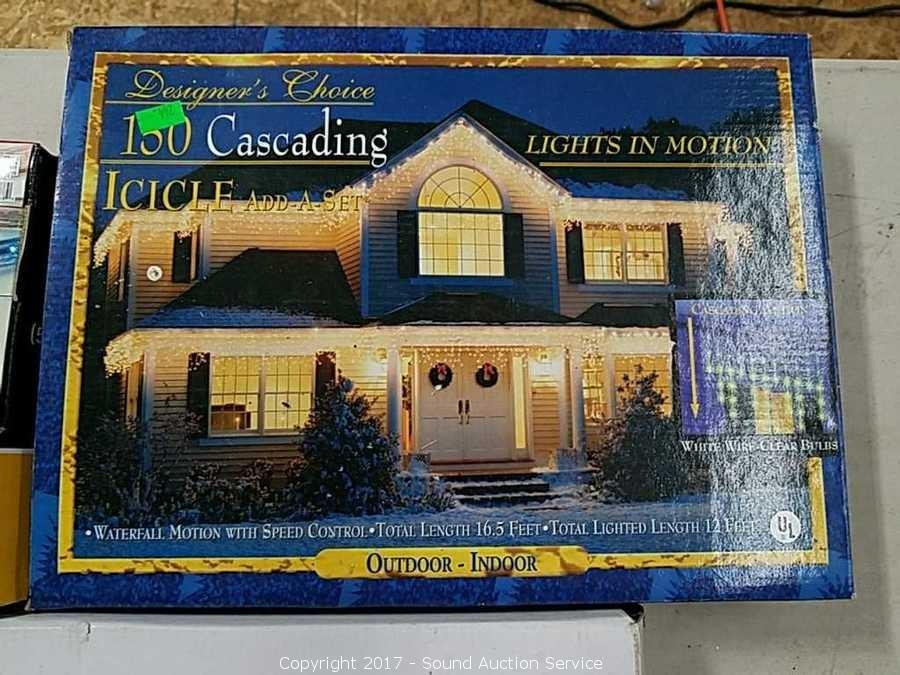 Designer's Choice
150 Cascading
LIGHTS IN MOTION
ICICLE ADD-A-SET
CASCADING ACTION
WHITE WIRE-CLEAR BULBS
• WATERFALL MOTION WITH SPEED CONTROL • TOTAL LENGTH 16.5 FEET • TOTAL LIGHTED LENGTH 12 FEET
UL
OUTDOOR - INDOOR
Copyright 2017 - Sound Auction Service